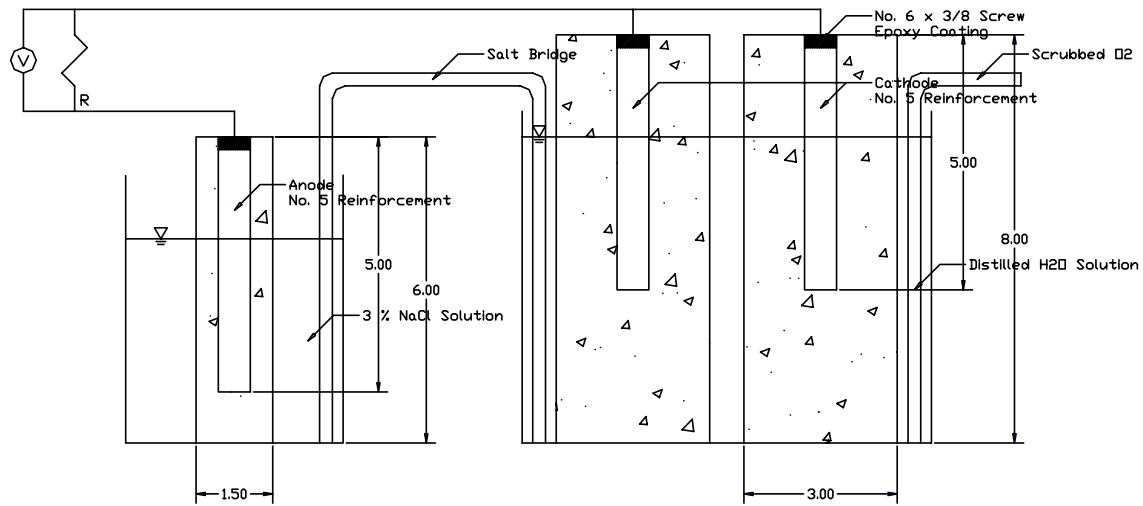 No. 6 x 3/8 Screw
Epoxy Coating
Salt Bridge
Scrubbed O2
V
Cathode
No. 5 Reinforcement
R
5.00
Anode
No. 5 Reinforcement
8.00
5.00
Distilled H2O Solution
6.00
3 % NaCl Solution
1.50
3.00